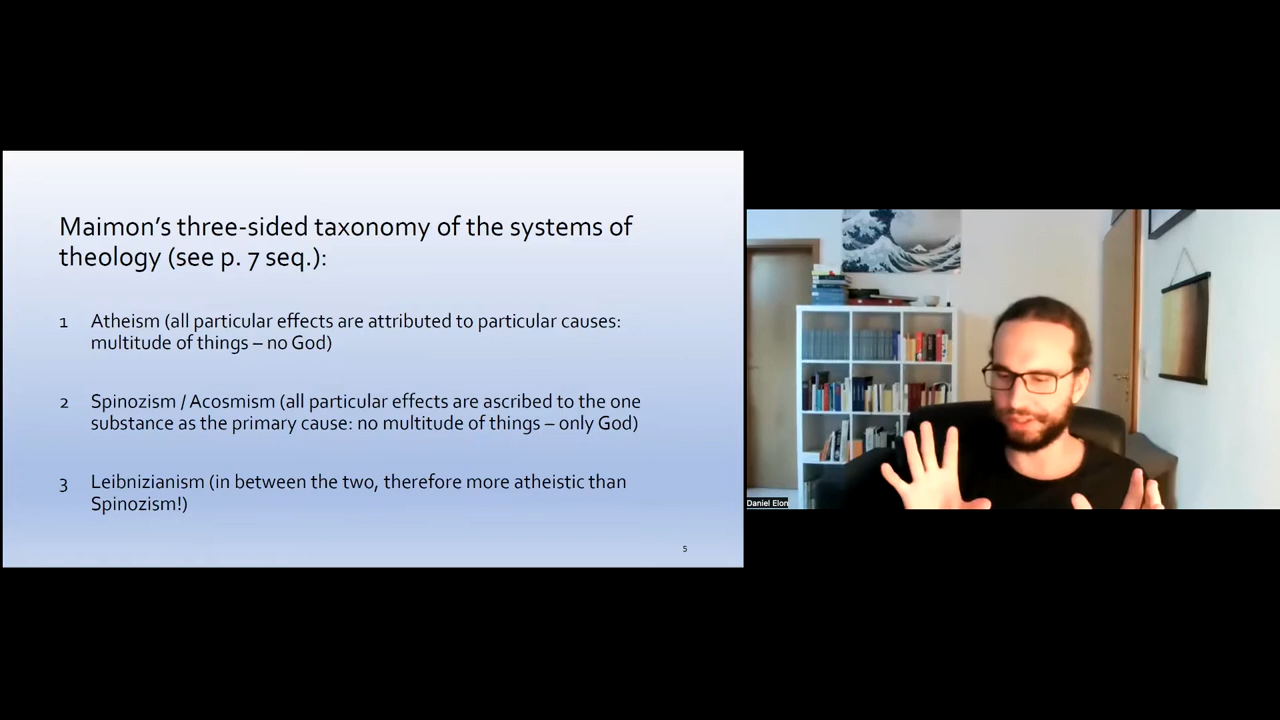 Maimon's three-sided taxonomy of the systems of
theology (see p. 7 seq.):
1 Atheism (all particular effects are attributed to particular causes:
multitude of things – no God)
2 Spinozism / Acosmism (all particular effects are ascribed to the one
substance as the primary cause: no multitude of things – only God)
3 Leibnizianism (in between the two, therefore more atheistic than
Spinozism!)
5
Daniel Elon